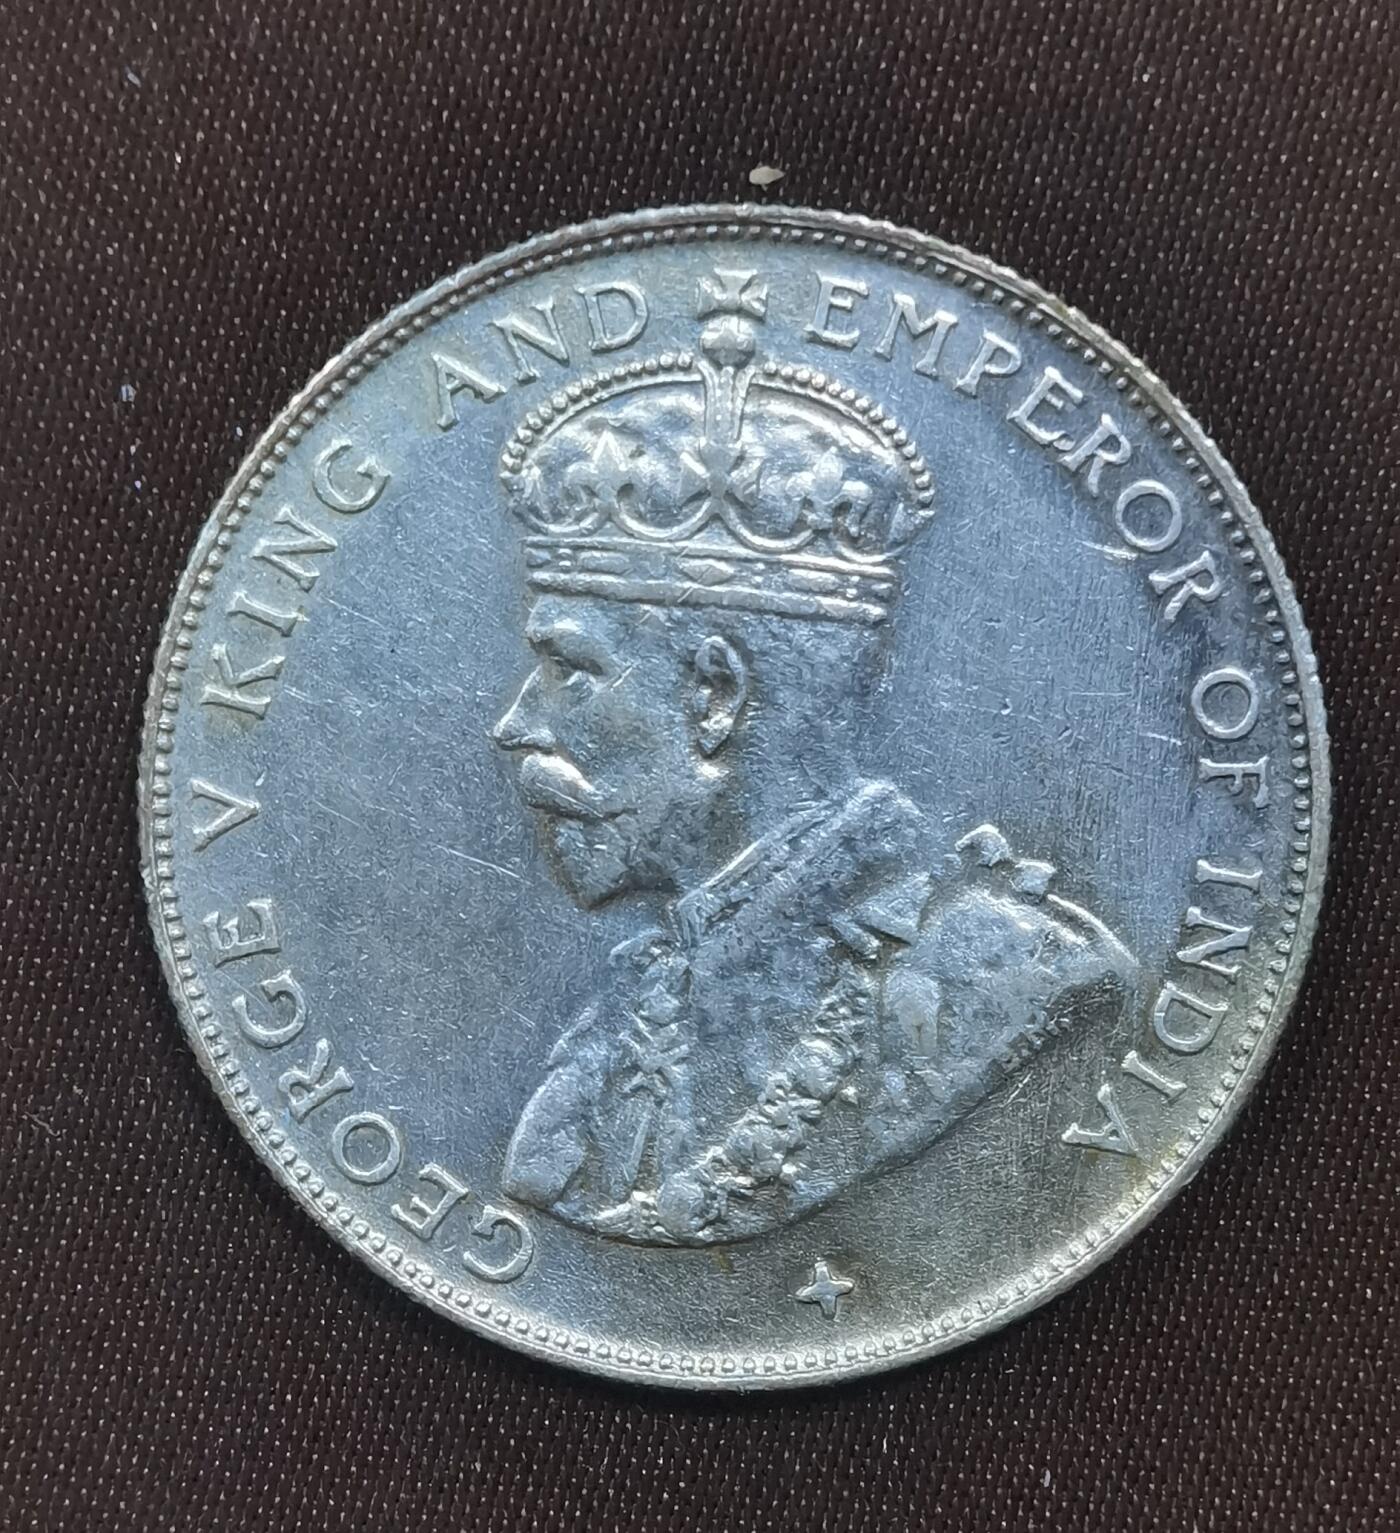 GEORGE V KING AND EMPEROR OF INDIA